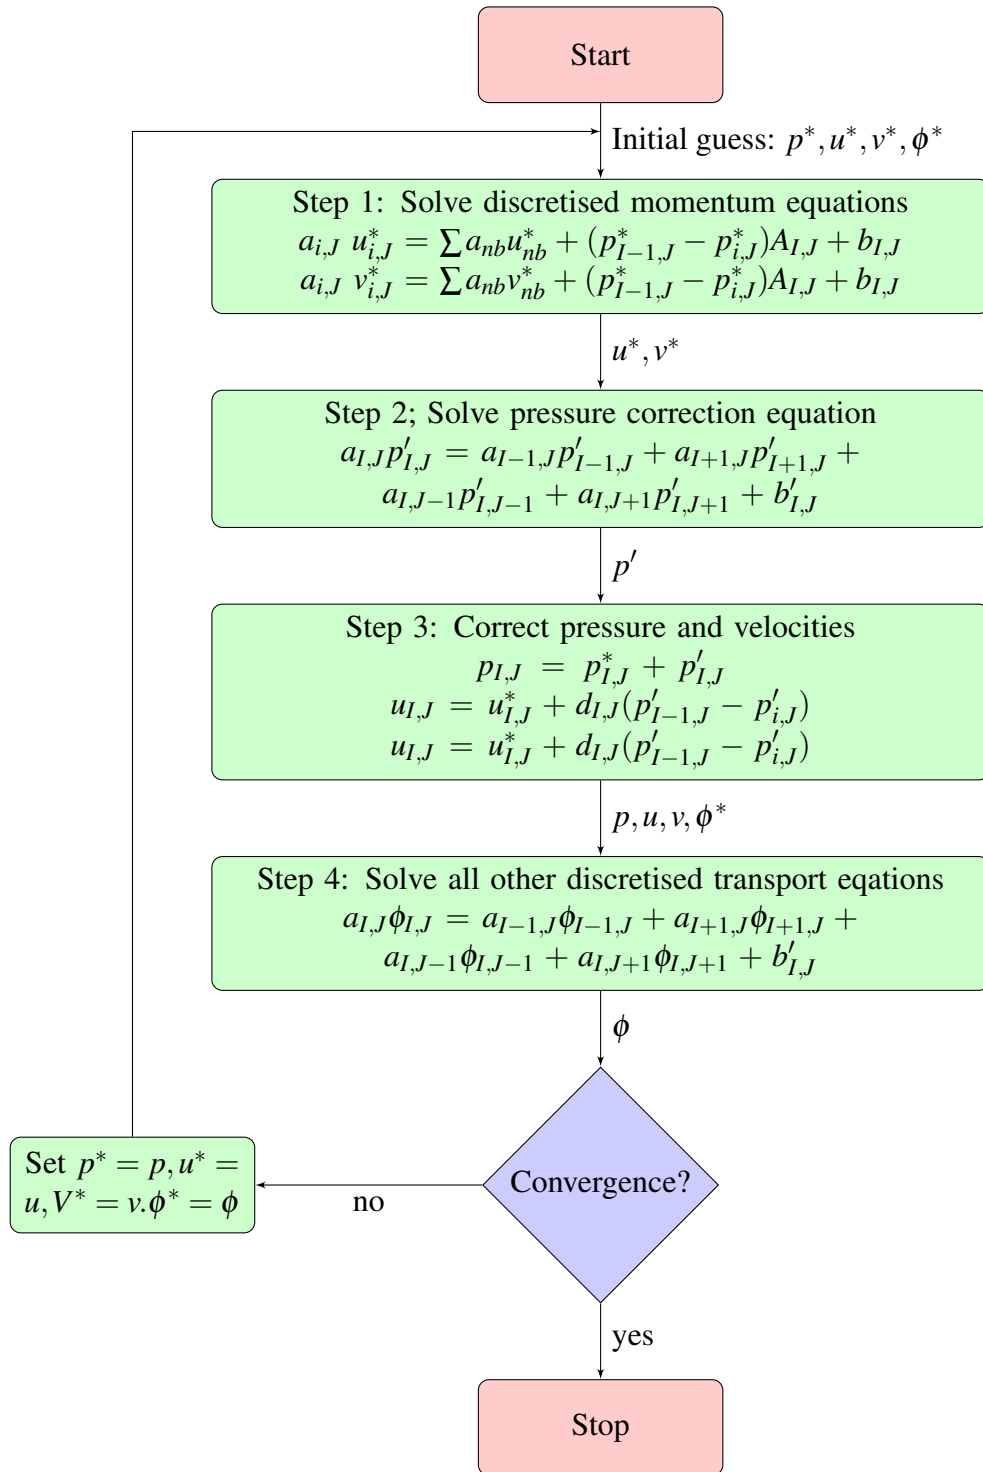 Start
Initial guess: p*, u*, v*, ϕ*
Step 1: Solve discretised momentum equations
a_{i,J} u*_{i,J} = ∑a_{nb}u*_{nb} + (p*_{I−1,J} − p*_{i,J})A_{I,J} + b_{I,J}
a_{i,J} v*_{i,J} = ∑a_{nb}v*_{nb} + (p*_{I−1,J} − p*_{i,J})A_{I,J} + b_{I,J}
u*, v*
Step 2; Solve pressure correction equation
a_{I,J}p′_{I,J} = a_{I−1,J}p′_{I−1,J} + a_{I+1,J}p′_{I+1,J} +
a_{I,J−1}p′_{I,J−1} + a_{I,J+1}p′_{I,J+1} + b′_{I,J}
p′
Step 3: Correct pressure and velocities
p_{I,J} = p*_{I,J} + p′_{I,J}
u_{I,J} = u*_{I,J} + d_{I,J}(p′_{I−1,J} − p′_{i,J})
u_{I,J} = u*_{I,J} + d_{I,J}(p′_{I−1,J} − p′_{i,J})
p, u, v, ϕ*
Step 4: Solve all other discretised transport eqations
a_{I,J}ϕ_{I,J} = a_{I−1,J}ϕ_{I−1,J} + a_{I+1,J}ϕ_{I+1,J} +
a_{I,J−1}ϕ_{I,J−1} + a_{I,J+1}ϕ_{I,J+1} + b′_{I,J}
ϕ
Convergence?
no
Set p* = p, u* =
u, V* = v.ϕ* = ϕ
yes
Stop